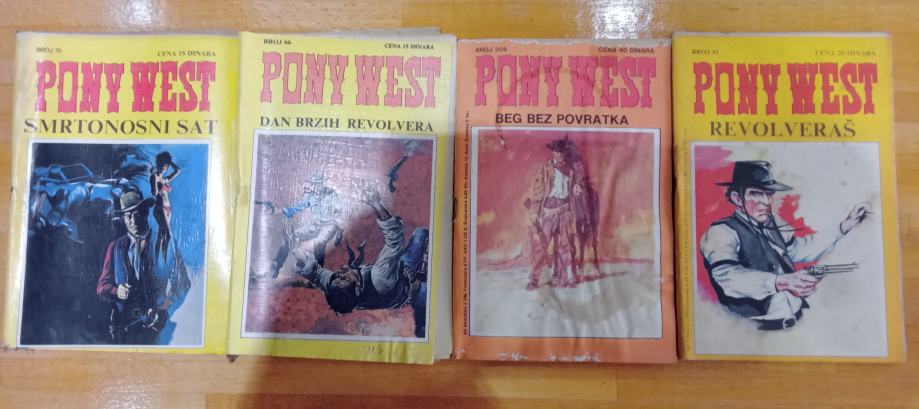 BROJ 75
CENA 15 DINARA
PONY WEST
SMRTONOSNI SAT
BROJ 66
CENA 15 DINARA
PONY WEST
DAN BRZIH REVOLVERA
BROJ 209
CENA 40 DINARA
PONY WEST
BEG BEZ POVRATKA
BROJ 91
CENA 20 DINARA
PONY WEST
REVOLVERAŠ